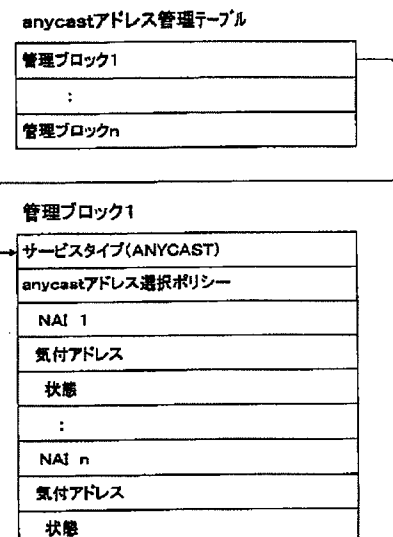 anycastアドレス管理テーブル
管理ブロック1
:
管理ブロックn
管理ブロック1
サービスタイプ(ANYCAST)
anycastアドレス選択ポリシー
NAI 1
気付アドレス
状態
:
NAI n
気付アドレス
状態